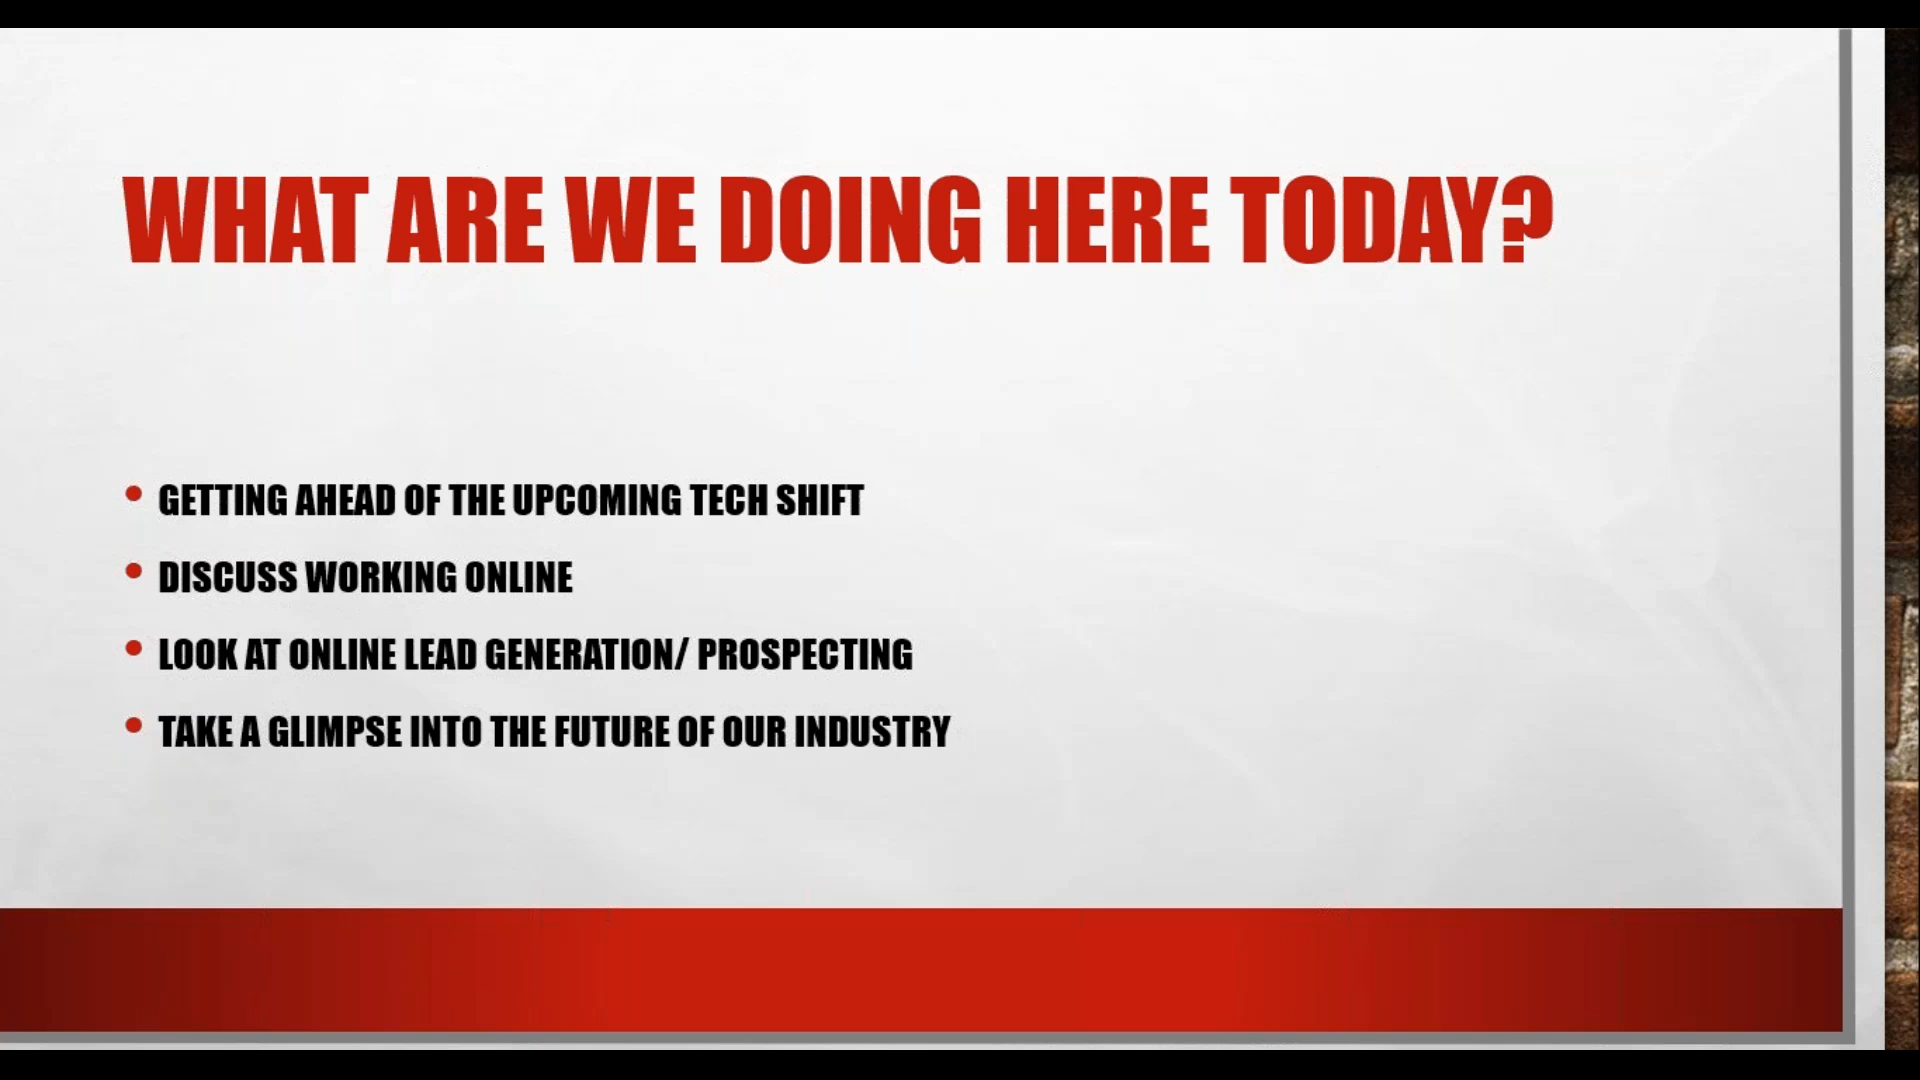 WHAT ARE WE DOING HERE TODAY?
• GETTING AHEAD OF THE UPCOMING TECH SHIFT
• DISCUSS WORKING ONLINE
• LOOK AT ONLINE LEAD GENERATION/ PROSPECTING
• TAKE A GLIMPSE INTO THE FUTURE OF OUR INDUSTRY